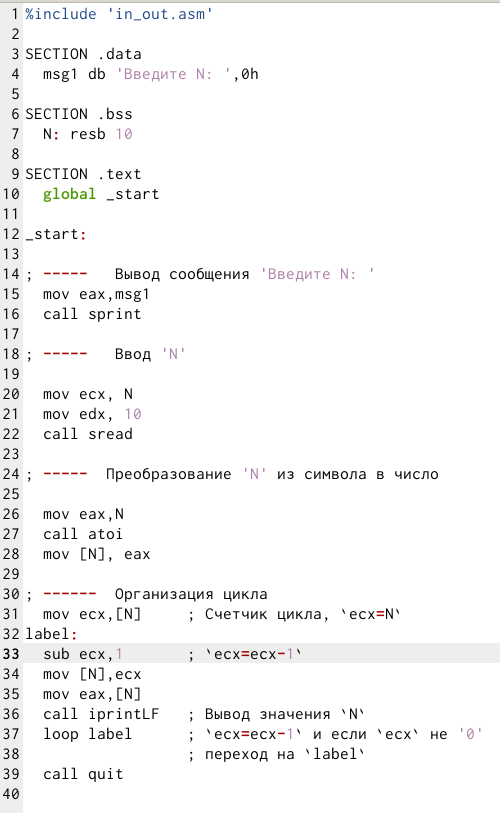 1 %include 'in_out.asm'
2
3 SECTION .data
4   msg1 db 'Введите N: ',0h
5
6 SECTION .bss
7   N: resb 10
8
9 SECTION .text
10   global _start
11
12 _start:
13
14 ; -----   Вывод сообщения 'Введите N: '
15   mov eax,msg1
16   call sprint
17
18 ; -----   Ввод 'N'
19
20   mov ecx, N
21   mov edx, 10
22   call sread
23
24 ; -----  Преобразование 'N' из символа в число
25
26   mov eax,N
27   call atoi
28   mov [N], eax
29
30 ; ------  Организация цикла
31   mov ecx,[N]     ; Счетчик цикла, `ecx=N`
32 label:
33   sub ecx,1       ; `ecx=ecx-1`
34   mov [N],ecx
35   mov eax,[N]
36   call iprintLF   ; Вывод значения `N`
37   loop label      ; `ecx=ecx-1` и если `ecx` не '0'
38                   ; переход на `label`
39   call quit
40